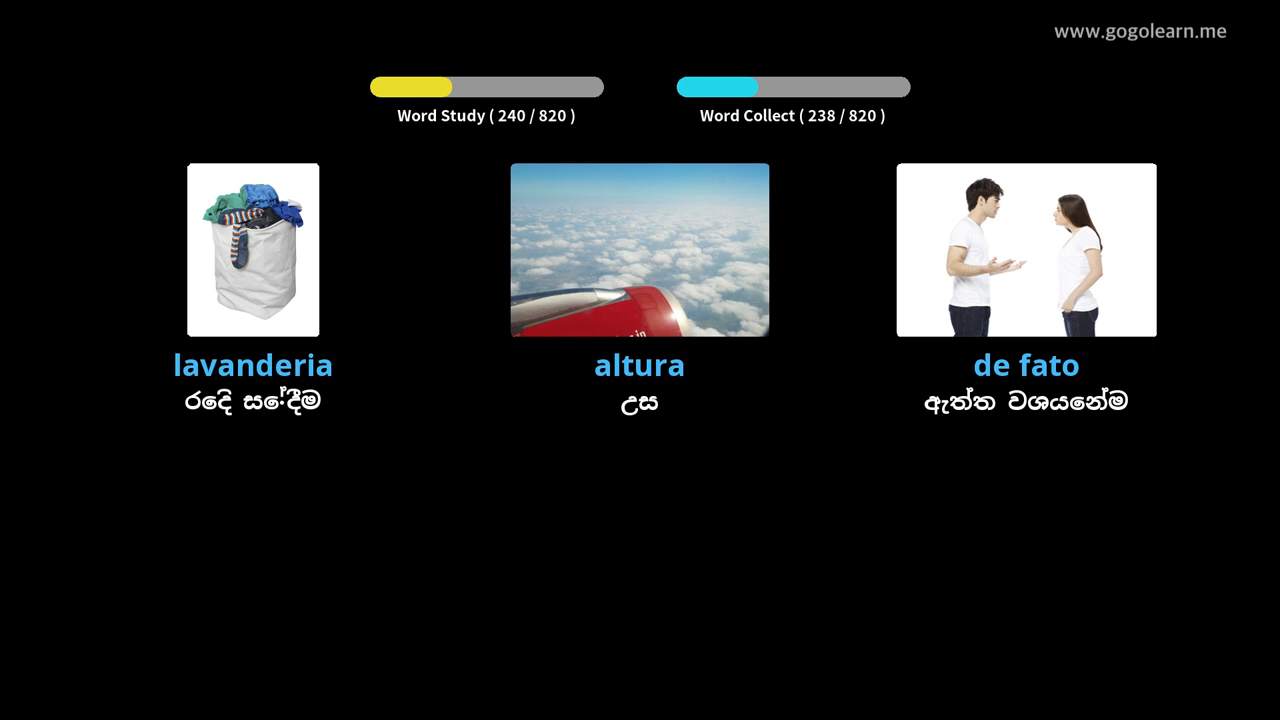 www.gogolearn.me
Word Study ( 240 / 820 )
Word Collect ( 238 / 820 )
lavanderia
altura
de fato
රෙදි සේදීම
උස
ඇත්ත වශයෙන්ම